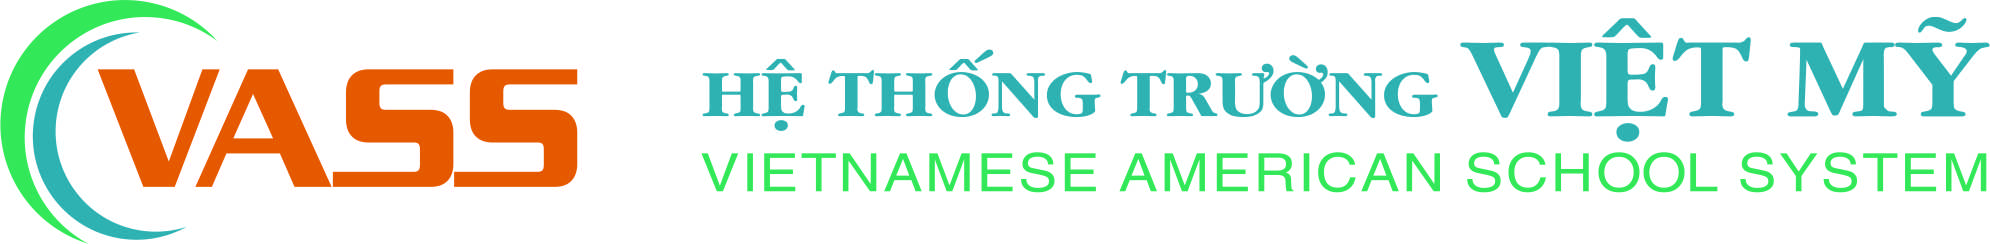 VASS
HỆ THỐNG TRƯỜNG VIỆT MỸ
VIETNAMESE AMERICAN SCHOOL SYSTEM